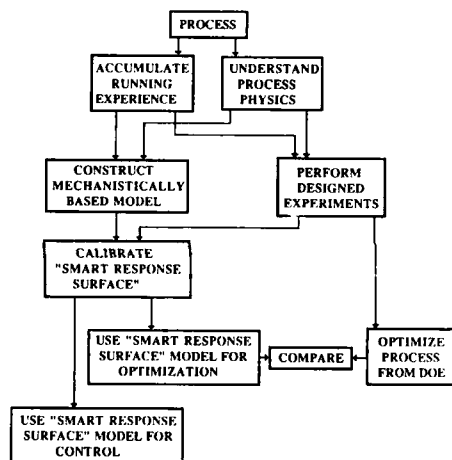 PROCESS
ACCUMULATE
RUNNING
EXPERIENCE
UNDERSTAND
PROCESS
PHYSICS
CONSTRUCT
MECHANISTICALLY
BASED MODEL
PERFORM
DESIGNED
EXPERIMENTS
CALIBRATE
"SMART RESPONSE
SURFACE"
USE "SMART RESPONSE
SURFACE" MODEL FOR
OPTIMIZATION
COMPARE
OPTIMIZE
PROCESS
FROM DOE
USE "SMART RESPONSE
SURFACE" MODEL FOR
CONTROL